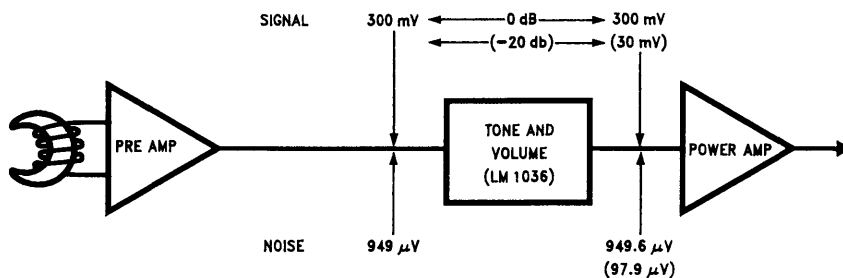 SIGNAL 300 mV 0 dB 300 mV
(-20 db) (30 mV)
PRE AMP
TONE AND
VOLUME
(LM 1036)
POWER AMP
NOISE 949 μV 949.6 μV
(97.9 μV)